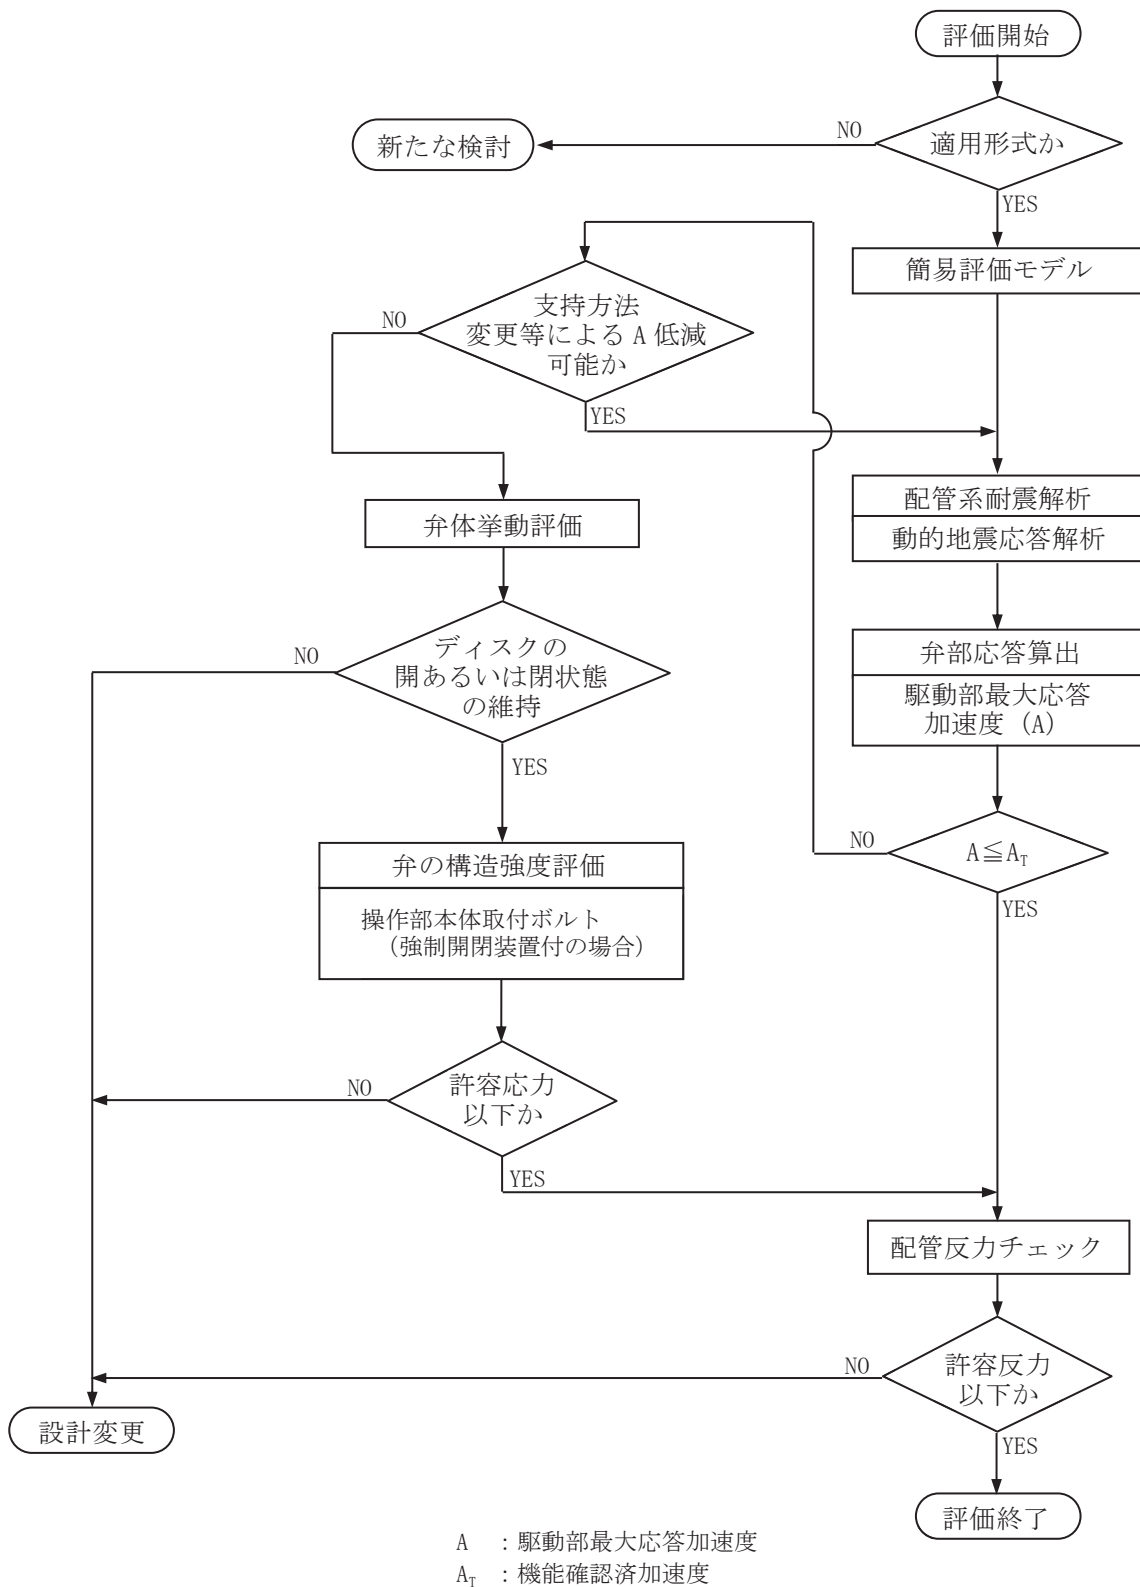 評価開始
適用形式か
NO
新たな検討
YES
簡易評価モデル
支持方法
変更等による A 低減
可能か
NO
YES
配管系耐震解析
動的地震応答解析
弁体挙動評価
弁部応答算出
駆動部最大応答
加速度（A）
ディスクの
開あるいは閉状態
の維持
NO
YES
A≦A_T
NO
YES
弁の構造強度評価
操作部本体取付ボルト
（強制開閉装置付の場合）
許容応力
以下か
NO
YES
配管反力チェック
許容反力
以下か
NO
YES
設計変更
評価終了
A ：駆動部最大応答加速度
A_T ：機能確認済加速度